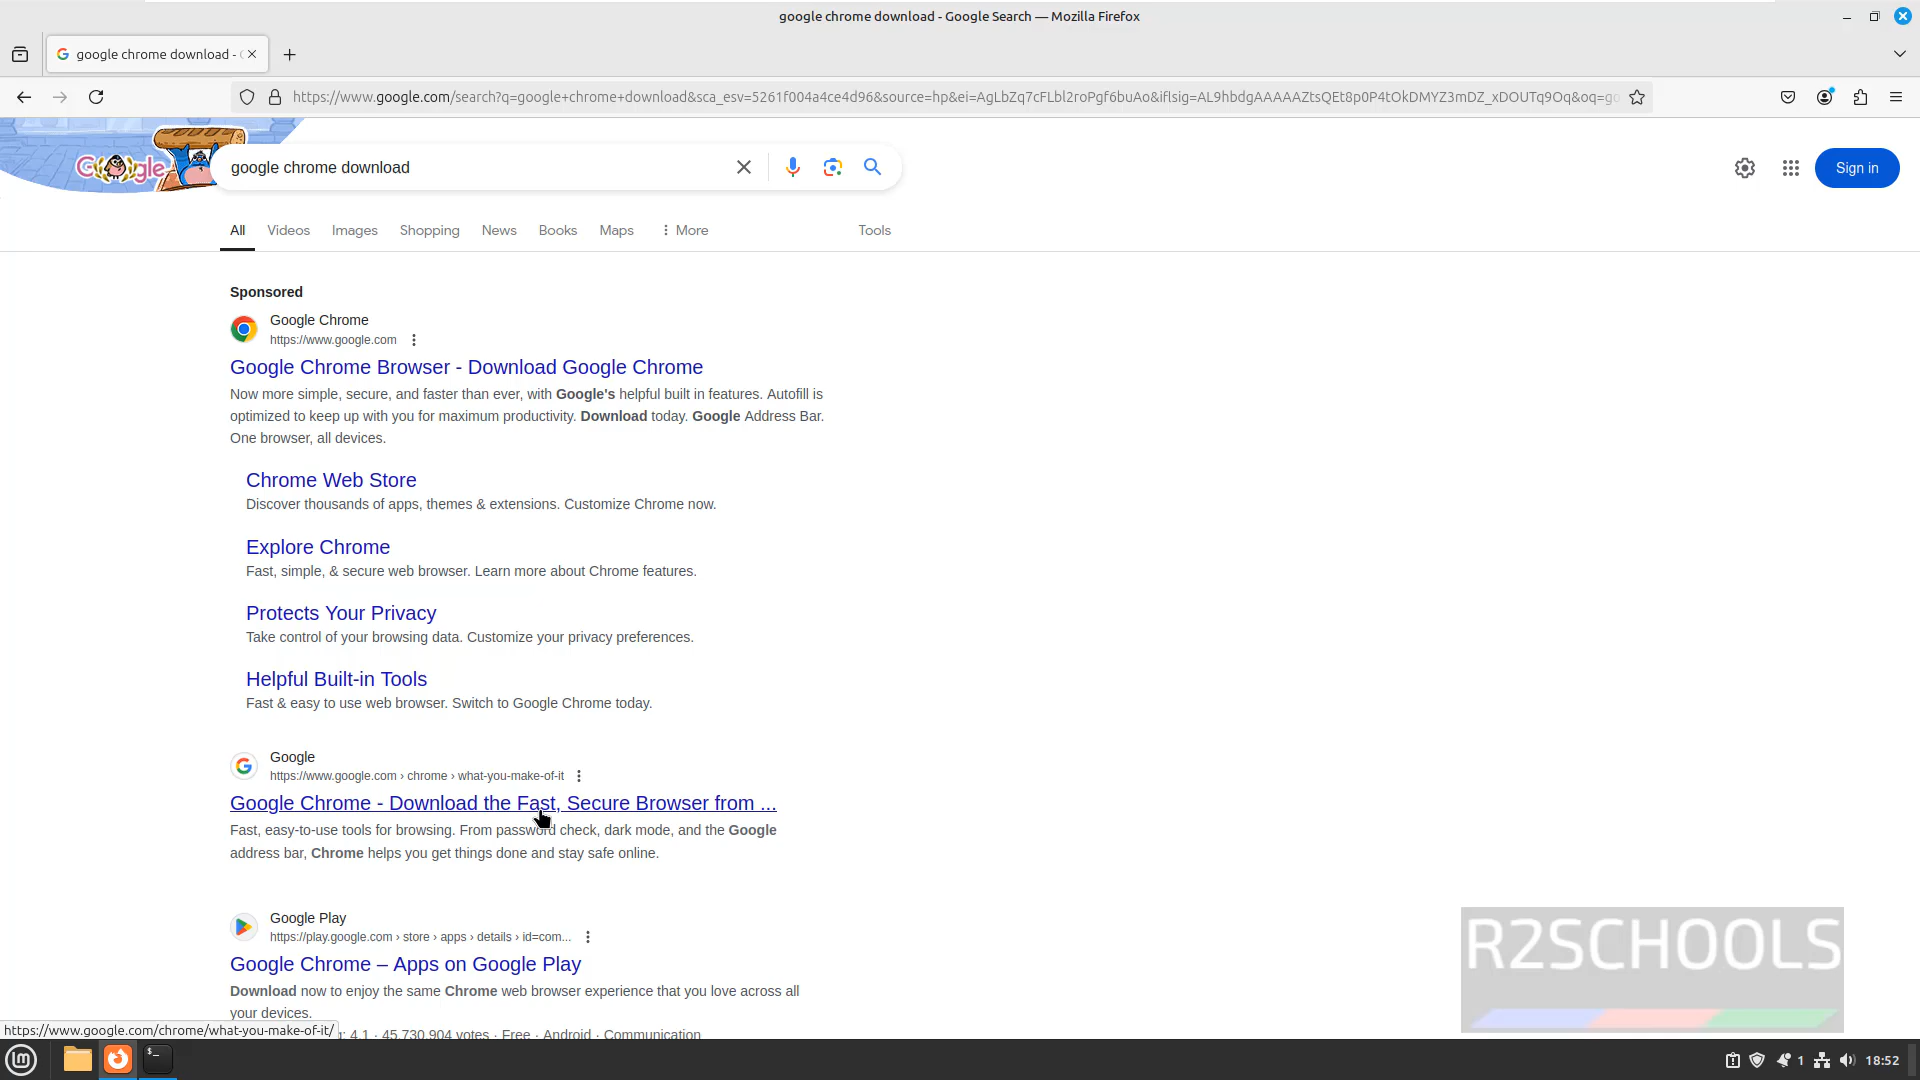 google chrome download - Google Search — Mozilla Firefox
google chrome download -
https://www.google.com/search?q=google+chrome+download&sca_esv=5261f004a4ce4d96&source=hp&ei=AgLbZq7cFLbl2roPgf6buAo&iflsig=AL9hbdgAAAAAZtsQEt8p0P4tOkDMYZ3mDZ_xDOUTq9Oq&oq=go
Google
google chrome download
Sign in
All Videos Images Shopping News Books Maps More Tools
Sponsored
Google Chrome
https://www.google.com
Google Chrome Browser - Download Google Chrome
Now more simple, secure, and faster than ever, with Google's helpful built in features. Autofill is
optimized to keep up with you for maximum productivity. Download today. Google Address Bar.
One browser, all devices.
Chrome Web Store
Discover thousands of apps, themes & extensions. Customize Chrome now.
Explore Chrome
Fast, simple, & secure web browser. Learn more about Chrome features.
Protects Your Privacy
Take control of your browsing data. Customize your privacy preferences.
Helpful Built-in Tools
Fast & easy to use web browser. Switch to Google Chrome today.
Google
https://www.google.com › chrome › what-you-make-of-it
Google Chrome - Download the Fast, Secure Browser from ...
Fast, easy-to-use tools for browsing. From password check, dark mode, and the Google
address bar, Chrome helps you get things done and stay safe online.
Google Play
https://play.google.com › store › apps › details › id=com...
Google Chrome – Apps on Google Play
Download now to enjoy the same Chrome web browser experience that you love across all
your devices.
R2SCHOOLS
https://www.google.com/chrome/what-you-make-of-it/
: 4.1 · 45,730,904 votes · Free · Android · Communication
1 18:52